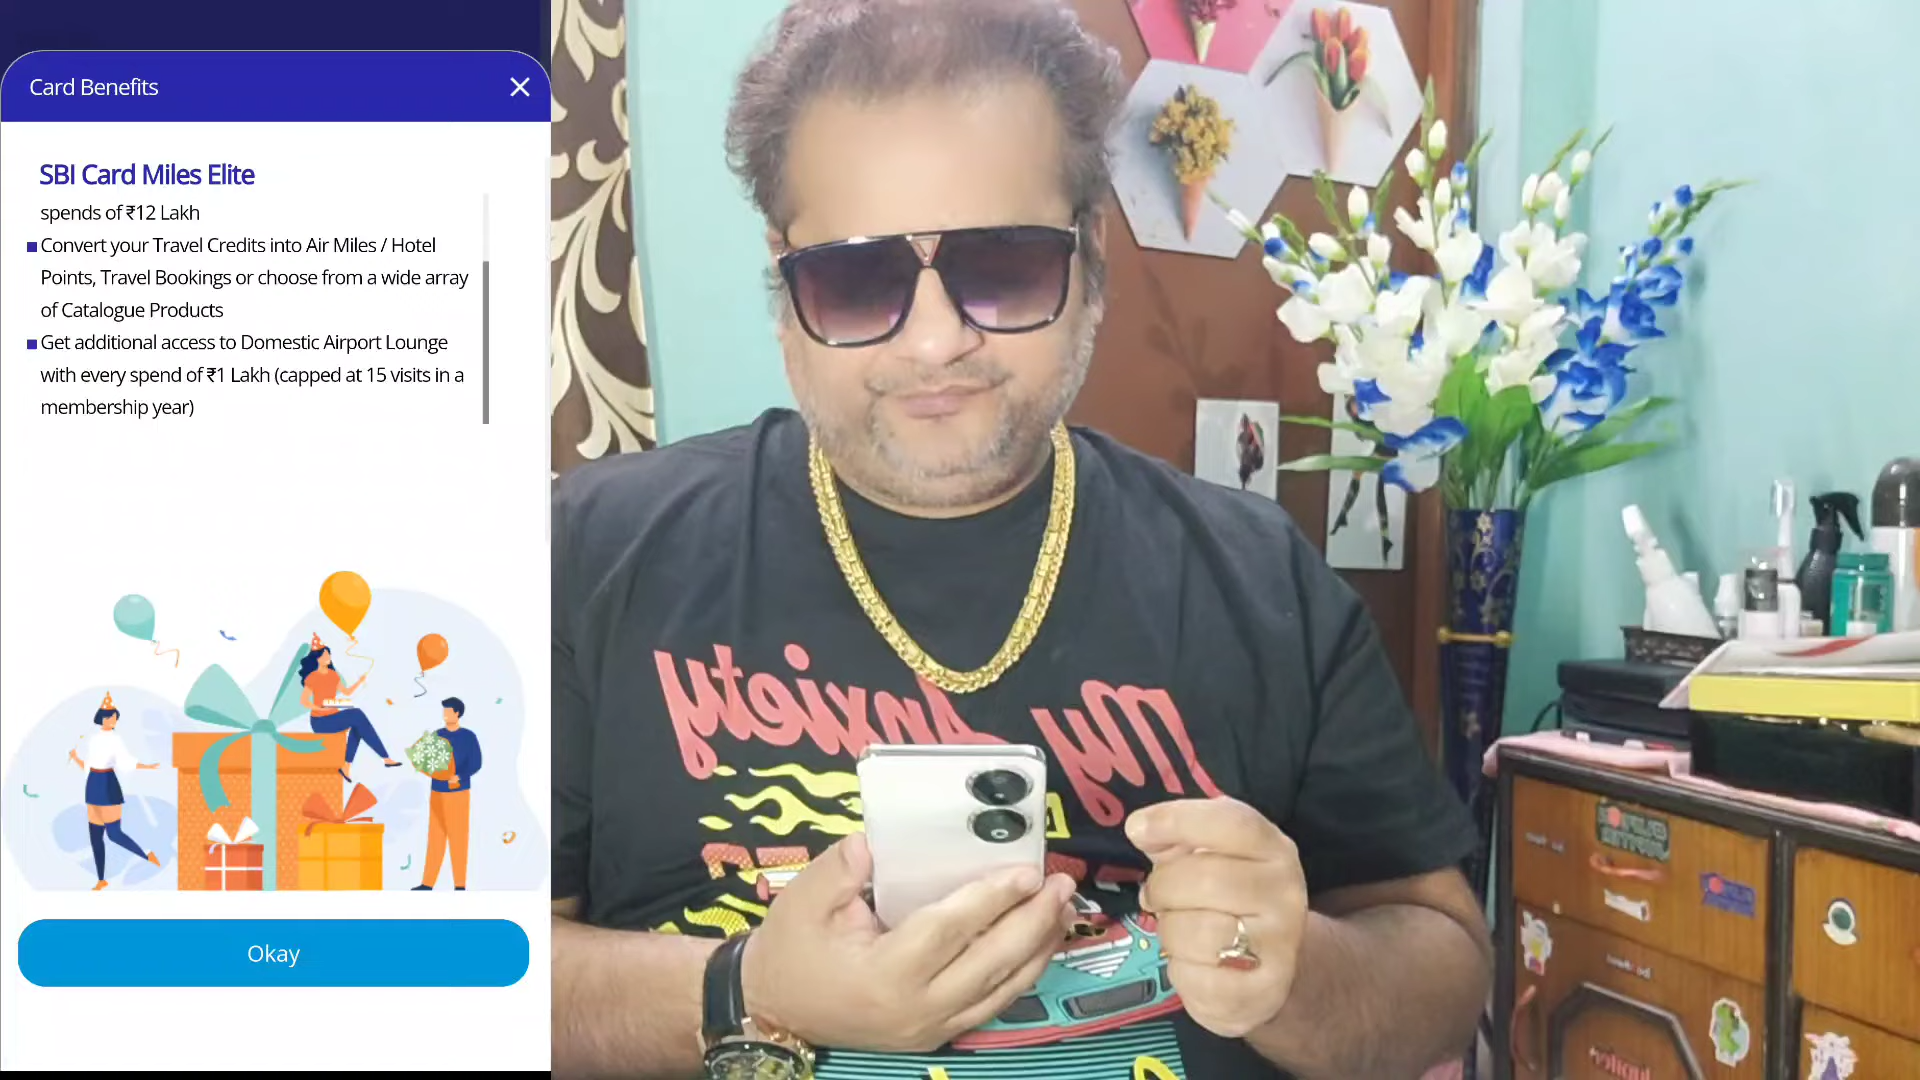 Card Benefits
SBI Card Miles Elite
spends of ₹12 Lakh
Convert your Travel Credits into Air Miles / Hotel
Points, Travel Bookings or choose from a wide array
of Catalogue Products
Get additional access to Domestic Airport Lounge
with every spend of ₹1 Lakh (capped at 15 visits in a
membership year)
Okay
My Anxiety